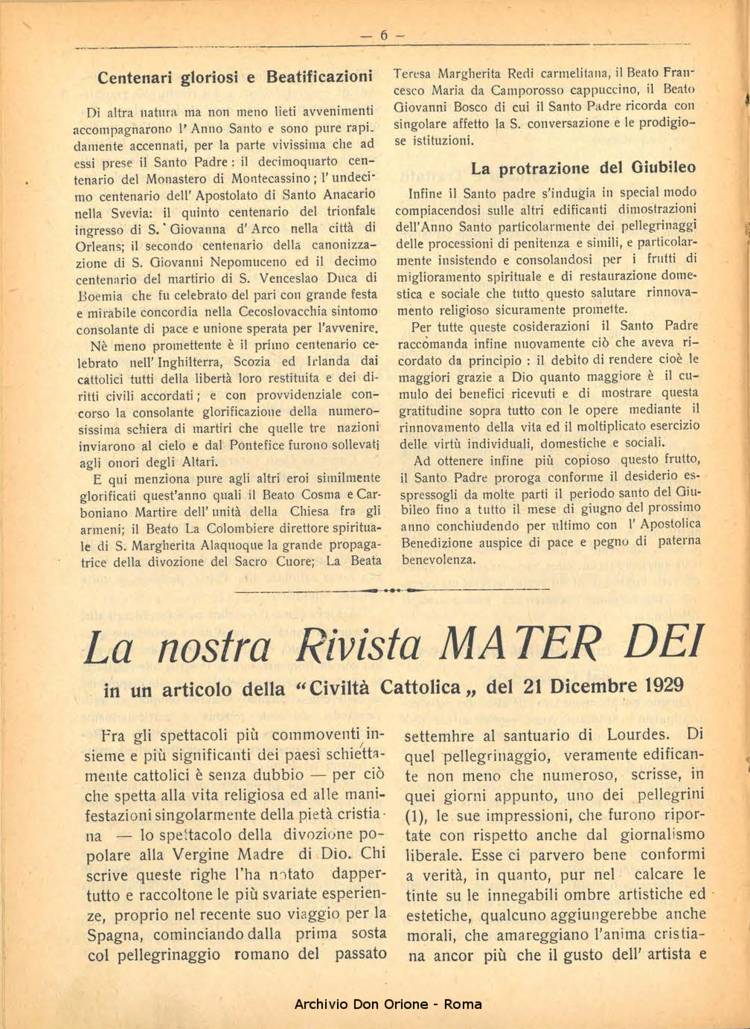 — 6 —
Centenari gloriosi e Beatificazioni
Di altra natura ma non meno lieti avvenimenti
accompagnarono l' Anno Santo e sono pure rapi.
damente accennati, per la parte vivissima che ad
essi prese il Santo Padre : il decimoquarto cen-
tenario del Monastero di Montecassino ; l' undeci-
mo centenario dell' Apostolato di Santo Anacario
nella Svevia: il quinto centenario del trionfale
ingresso di S. Giovanna d' Arco nella città di
Orleans; il secondo centenario della canonizza-
zione di S. Giovanni Nepomuceno ed il decimo
centenario del martirio di S. Venceslao Duca di
Boemia che fu celebrato del pari con grande festa
e mirabile concordia nella Cecoslovacchia sintomo
consolante di pace e unione sperata per l'avvenire.
Nè meno promettente è il primo centenario ce-
lebrato nell' Inghilterra, Scozia ed Irlanda dai
cattolici tutti della libertà loro restituita e dei di-
ritti civili accordati ; e con provvidenziale con-
corso la consolante glorificazione della numero-
sissima schiera di martiri che quelle tre nazioni
inviarono al cielo e dal Pontefice furono sollevati
agli onori degli Altari.
E qui menziona pure agli altri eroi similmente
glorificati quest'anno quali il Beato Cosma e Car-
boniano Martire dell' unità della Chiesa fra gli
armeni; il Beato La Colombiere direttore spiritua-
le di S. Margherita Alaquoque la grande propaga-
trice della divozione del Sacro Cuore; La Beata
Teresa Margherita Redi carmelitana, il Beato Fran-
cesco Maria da Camporosso cappuccino, il Beato
Giovanni Bosco di cui il Santo Padre ricorda con
singolare affetto la S. conversazione e le prodigio-
se istituzioni.
La protrazione del Giubileo
Infine il Santo padre s'indugia in special modo
compiacendosi sulle altri edificanti dimostrazioni
dell'Anno Santo particolarmente dei pellegrinaggi
delle processioni di penitenza e simili, e particolar-
mente insistendo e consolandosi per i frutti di
miglioramento spirituale e di restaurazione dome-
stica e sociale che tutto questo salutare rinnova-
mento religioso sicuramente promette.
Per tutte queste cosiderazioni il Santo Padre
raccomanda infine nuovamente ciò che aveva ri-
cordato da principio : il debito di rendere cioè le
maggiori grazie a Dio quanto maggiore è il cu-
mulo dei benefici ricevuti e di mostrare questa
gratitudine sopra tutto con le opere mediante il
rinnovamento della vita ed il moltiplicato esercizio
delle virtù individuali, domestiche e sociali.
Ad ottenere infine più copioso questo frutto,
il Santo Padre proroga conforme il desiderio es-
spressogli da molte parti il periodo santo del Giu-
bileo fino a tutto il mese di giugno del prossimo
anno conchiudendo per ultimo con l' Apostolica
Benedizione auspice di pace e pegno di paterna
benevolenza.
La nostra Rivista MATER DEI
in un articolo della “Civiltà Cattolica„ del 21 Dicembre 1929
Fra gli spettacoli più commoventi in-
sieme e più significanti dei paesi schietta-
mente cattolici è senza dubbio — per ciò
che spetta alla vita religiosa ed alle mani-
festazioni singolarmente della pietà cristia-
na — lo spettacolo della divozione po-
polare alla Vergine Madre di Dio. Chi
scrive queste righe l'ha notato dapper-
tutto e raccoltone le più svariate esperien-
ze, proprio nel recente suo viaggio per la
Spagna, cominciando dalla prima sosta
col pellegrinaggio romano del passato
settemhre al santuario di Lourdes. Di
quel pellegrinaggio, veramente edifican-
te non meno che numeroso, scrisse, in
quei giorni appunto, uno dei pellegrini
(1), le sue impressioni, che furono ripor-
tate con rispetto anche dal giornalismo
liberale. Esse ci parvero bene conformi
a verità, in quanto, pur nel calcare le
tinte su le innegabili ombre artistiche ed
estetiche, qualcuno aggiungerebbe anche
morali, che amareggiano l'anima cristia-
na ancor più che il gusto dell' artista e
Archivio Don Orione - Roma